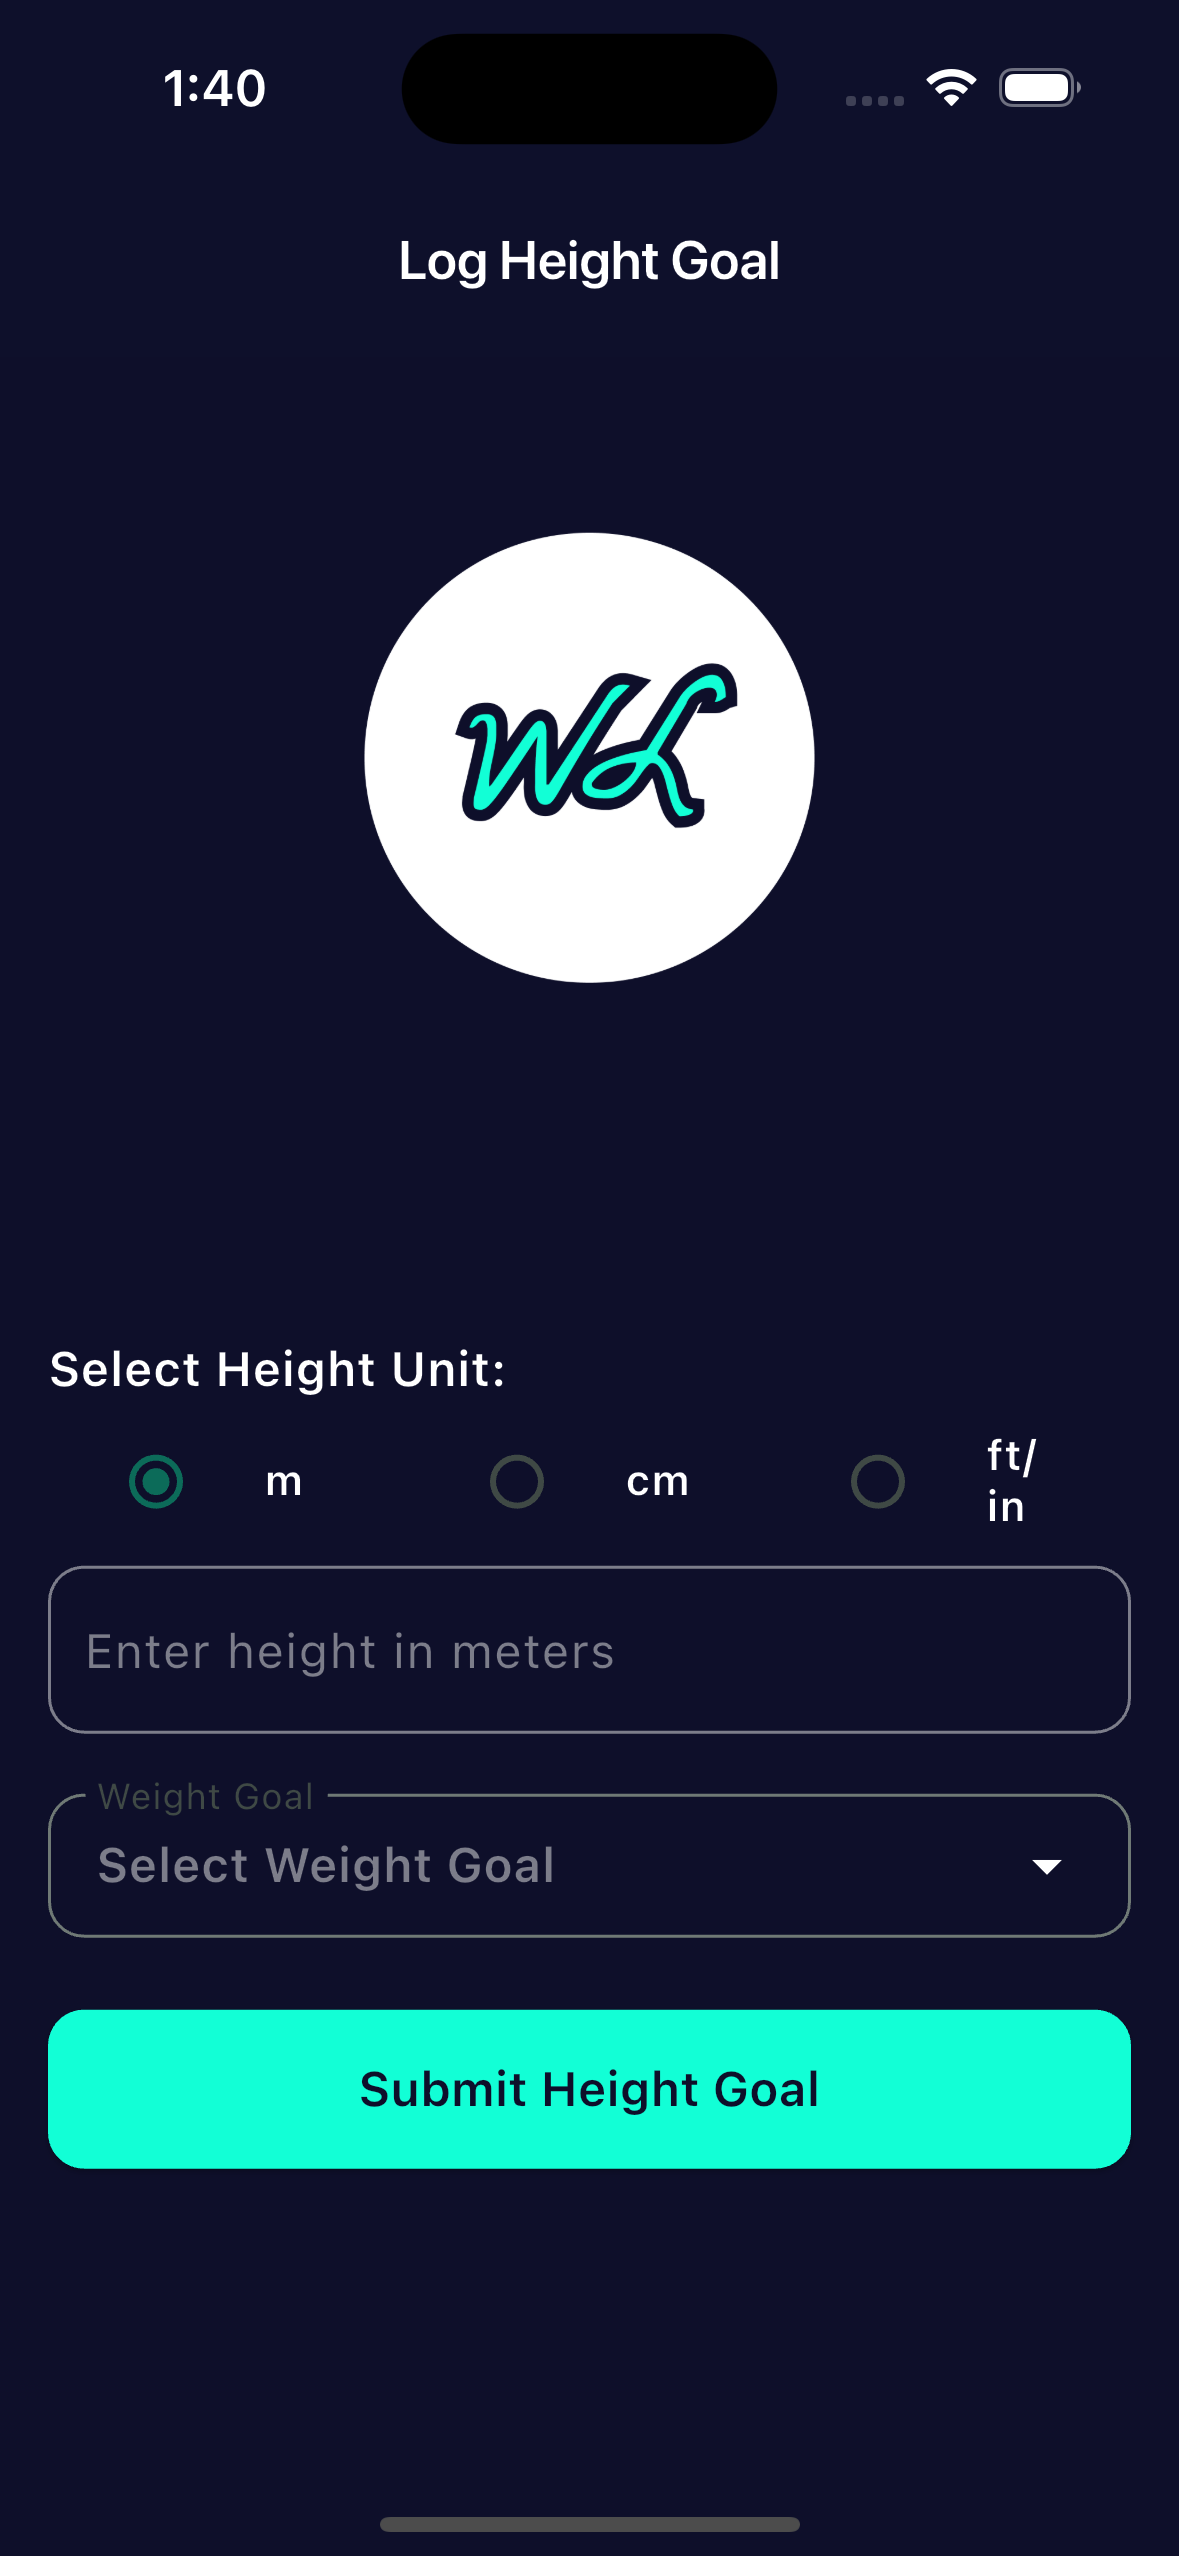 1:40
Log Height Goal
WL
Select Height Unit:
m
cm
ft/
in
Enter height in meters
Weight Goal
Select Weight Goal
Submit Height Goal